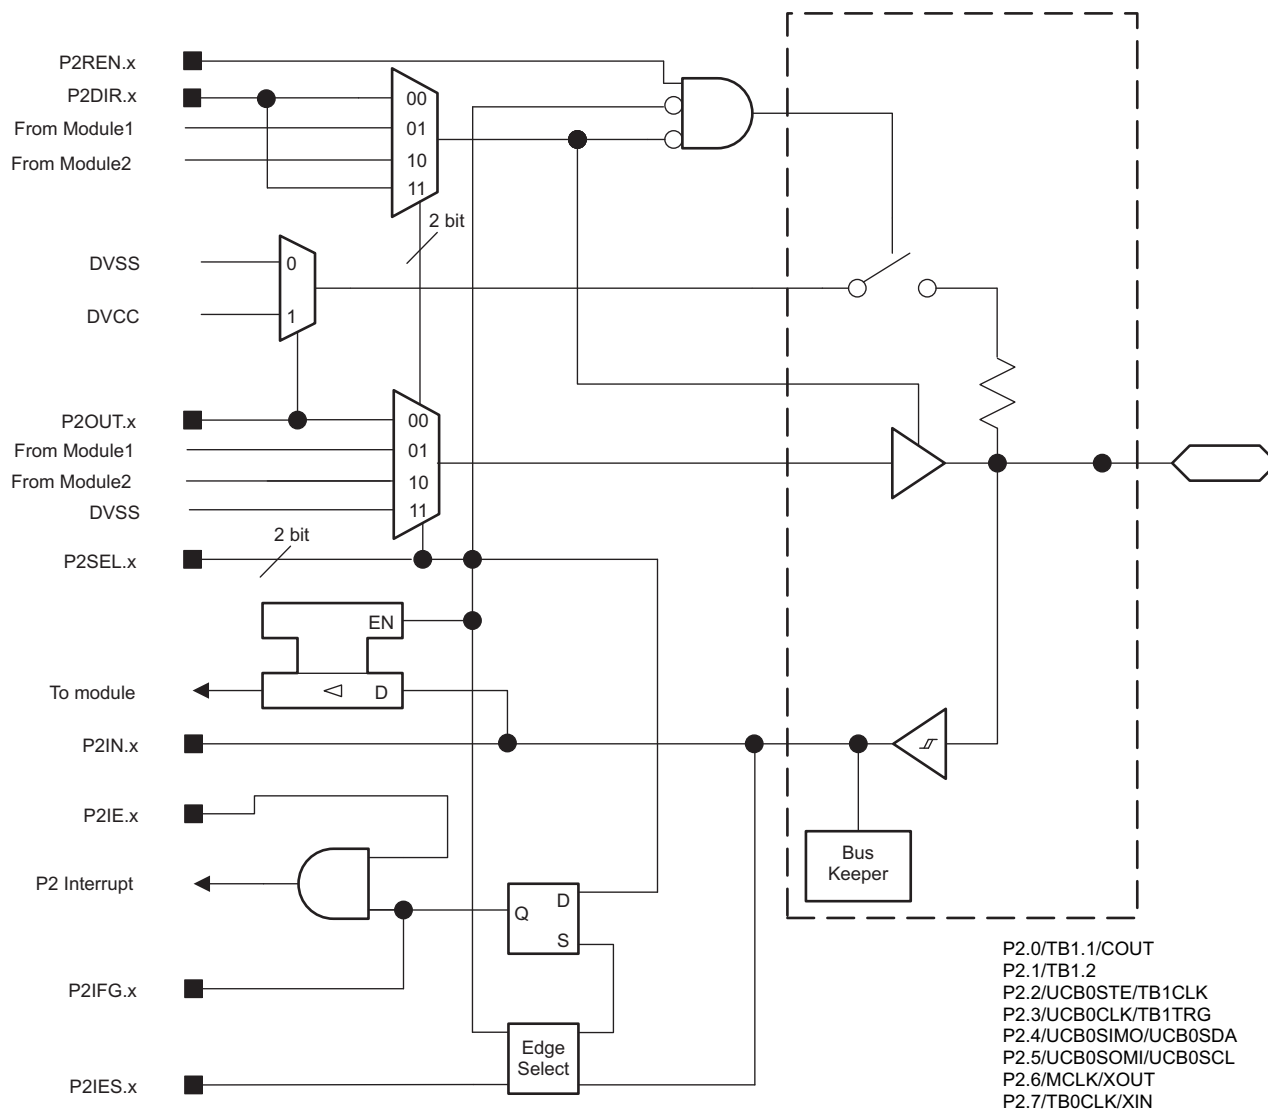 P2REN.x
P2DIR.x
From Module1
From Module2
00
01
10
11
2 bit
DVSS
DVCC
0
1
P2OUT.x
From Module1
From Module2
DVSS
00
01
10
11
P2SEL.x
2 bit
EN
To module
D
P2IN.x
P2IE.x
Bus
Keeper
P2 Interrupt
Q
D
S
P2IFG.x
Edge
Select
P2IES.x
P2.0/TB1.1/COUT
P2.1/TB1.2
P2.2/UCB0STE/TB1CLK
P2.3/UCB0CLK/TB1TRG
P2.4/UCB0SIMO/UCB0SDA
P2.5/UCB0SOMI/UCB0SCL
P2.6/MCLK/XOUT
P2.7/TB0CLK/XIN